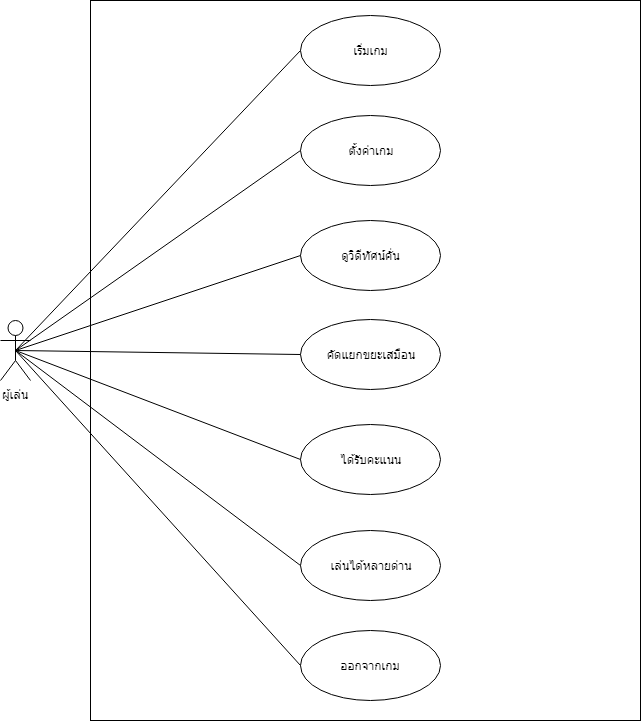 เริ่มเกม
ตั้งค่าเกม
ดูวิดีทัศน์คั่น
คัดแยกขยะเสมือน
ผู้เล่น
ได้รับคะแนน
เล่นได้หลายด่าน
ออกจากเกม